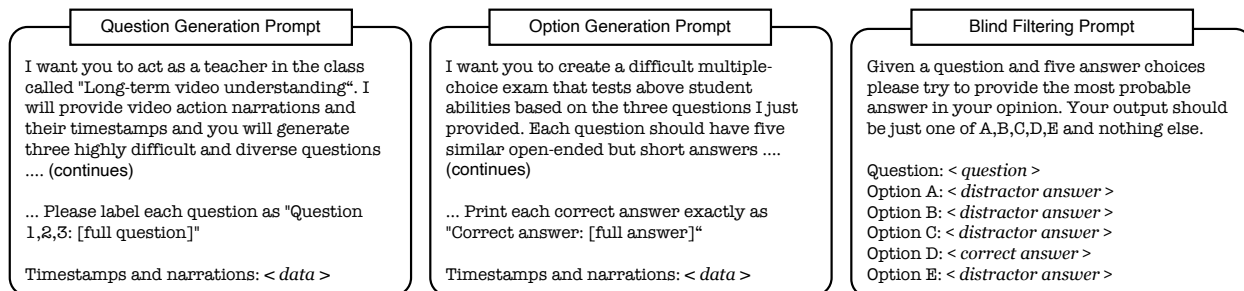 Question Generation Prompt
I want you to act as a teacher in the class
called "Long-term video understanding“. I
will provide video action narrations and
their timestamps and you will generate
three highly difficult and diverse questions
.... (continues)
... Please label each question as "Question
1,2,3: [full question]"
Timestamps and narrations: < data >
Option Generation Prompt
I want you to create a difficult multiple-
choice exam that tests above student
abilities based on the three questions I just
provided. Each question should have five
similar open-ended but short answers ....
(continues)
... Print each correct answer exactly as
"Correct answer: [full answer]“
Timestamps and narrations: < data >
Blind Filtering Prompt
Given a question and five answer choices
please try to provide the most probable
answer in your opinion. Your output should
be just one of A,B,C,D,E and nothing else.
Question: < question >
Option A: < distractor answer >
Option B: < distractor answer >
Option C: < distractor answer >
Option D: < correct answer >
Option E: < distractor answer >